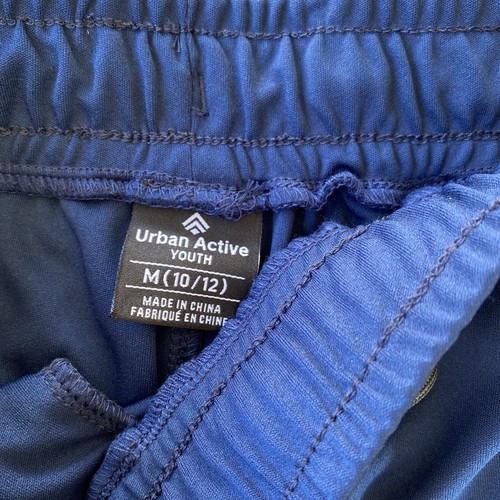 Urban Active
YOUTH
M (10/12)
MADE IN CHINA
FABRIQUÉ EN CHINE